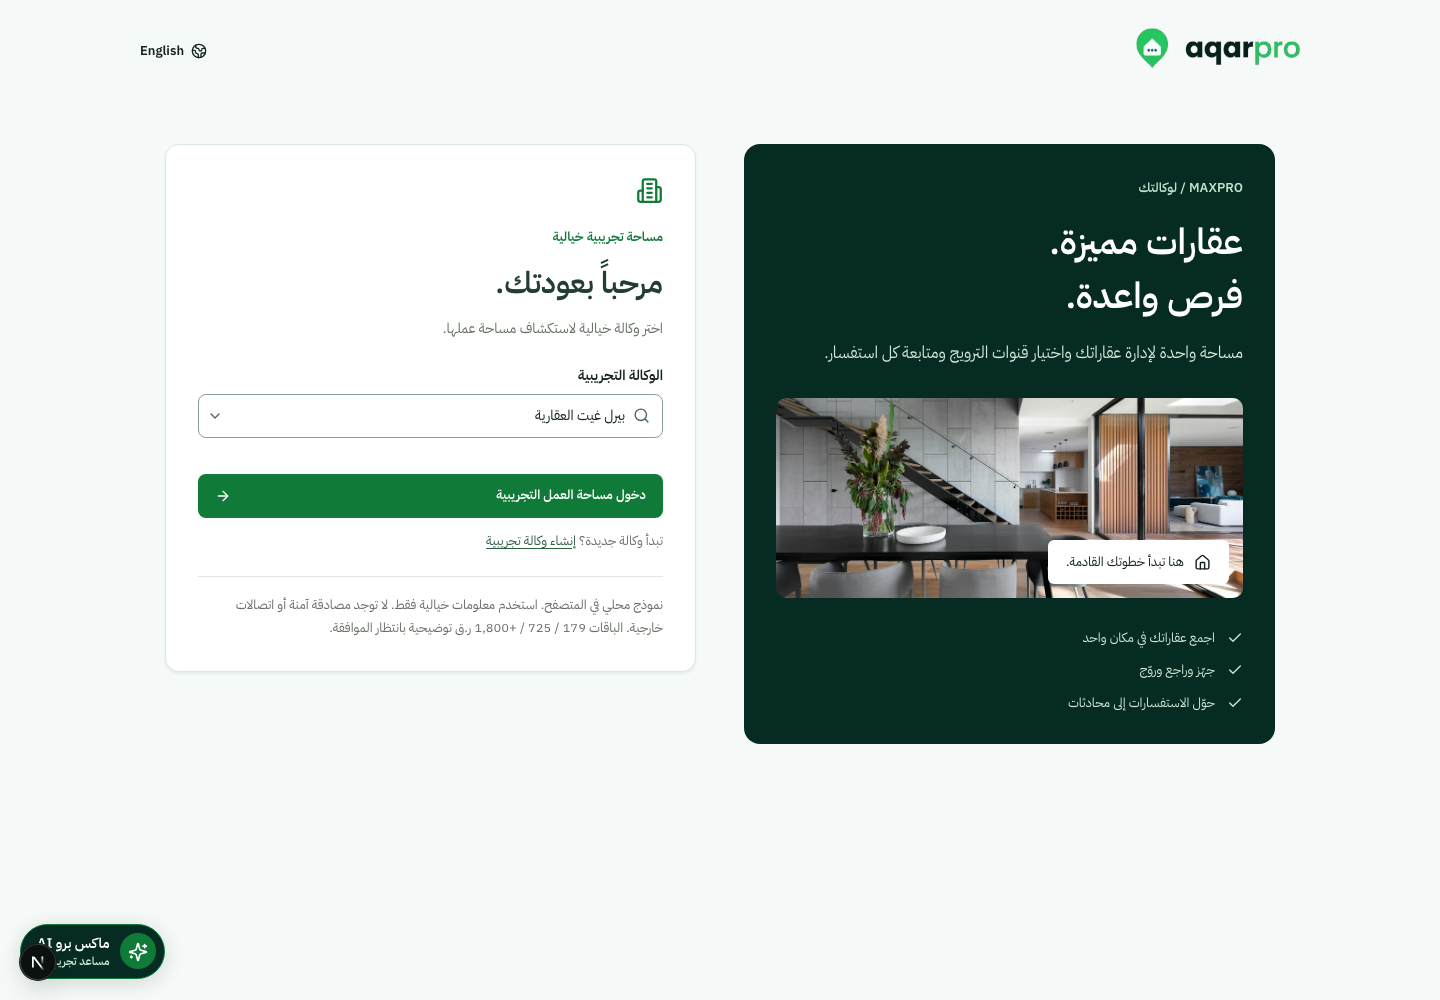 aqarpro
English
MAXPRO / لوكالتك
عقارات مميزة.
فرص واعدة.
مساحة واحدة لإدارة عقاراتك واختيار قنوات الترويج ومتابعة كل استفسار.
هنا تبدأ خطوتك القادمة.
اجمع عقاراتك في مكان واحد
جهّز وراجع وروّج
حوّل الاستفسارات إلى محادثات
مساحة تجريبية خيالية
مرحباً بعودتك.
اختر وكالة خيالية لاستكشاف مساحة عملها.
الوكالة التجريبية
بيرل غيت العقارية
دخول مساحة العمل التجريبية
تبدأ وكالة جديدة؟ إنشاء وكالة تجريبية
نموذج محلي في المتصفح. استخدم معلومات خيالية فقط. لا توجد مصادقة آمنة أو اتصالات
خارجية. الباقات 179 / 725 / +1,800 ر.ق توضيحية بانتظار الموافقة.
ماكس برو AI
مساعد
N